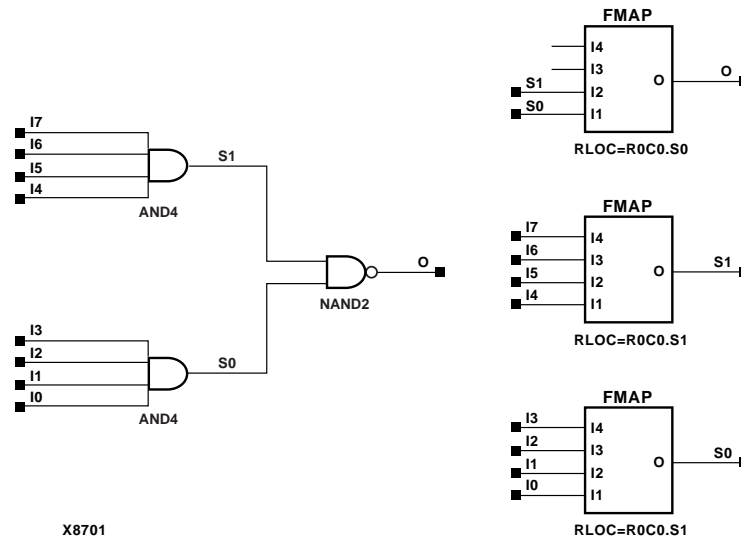 I7
I6
I5
I4
S1
AND4
I3
I2
I1
I0
S0
AND4
O
NAND2
X8701
FMAP
I4
I3
S1
I2
S0
I1
O
O
RLOC=R0C0.S0
FMAP
I7
I4
I6
I3
I5
I2
I4
I1
O
S1
RLOC=R0C0.S1
FMAP
I3
I4
I2
I3
I1
I2
I0
I1
O
S0
RLOC=R0C0.S1